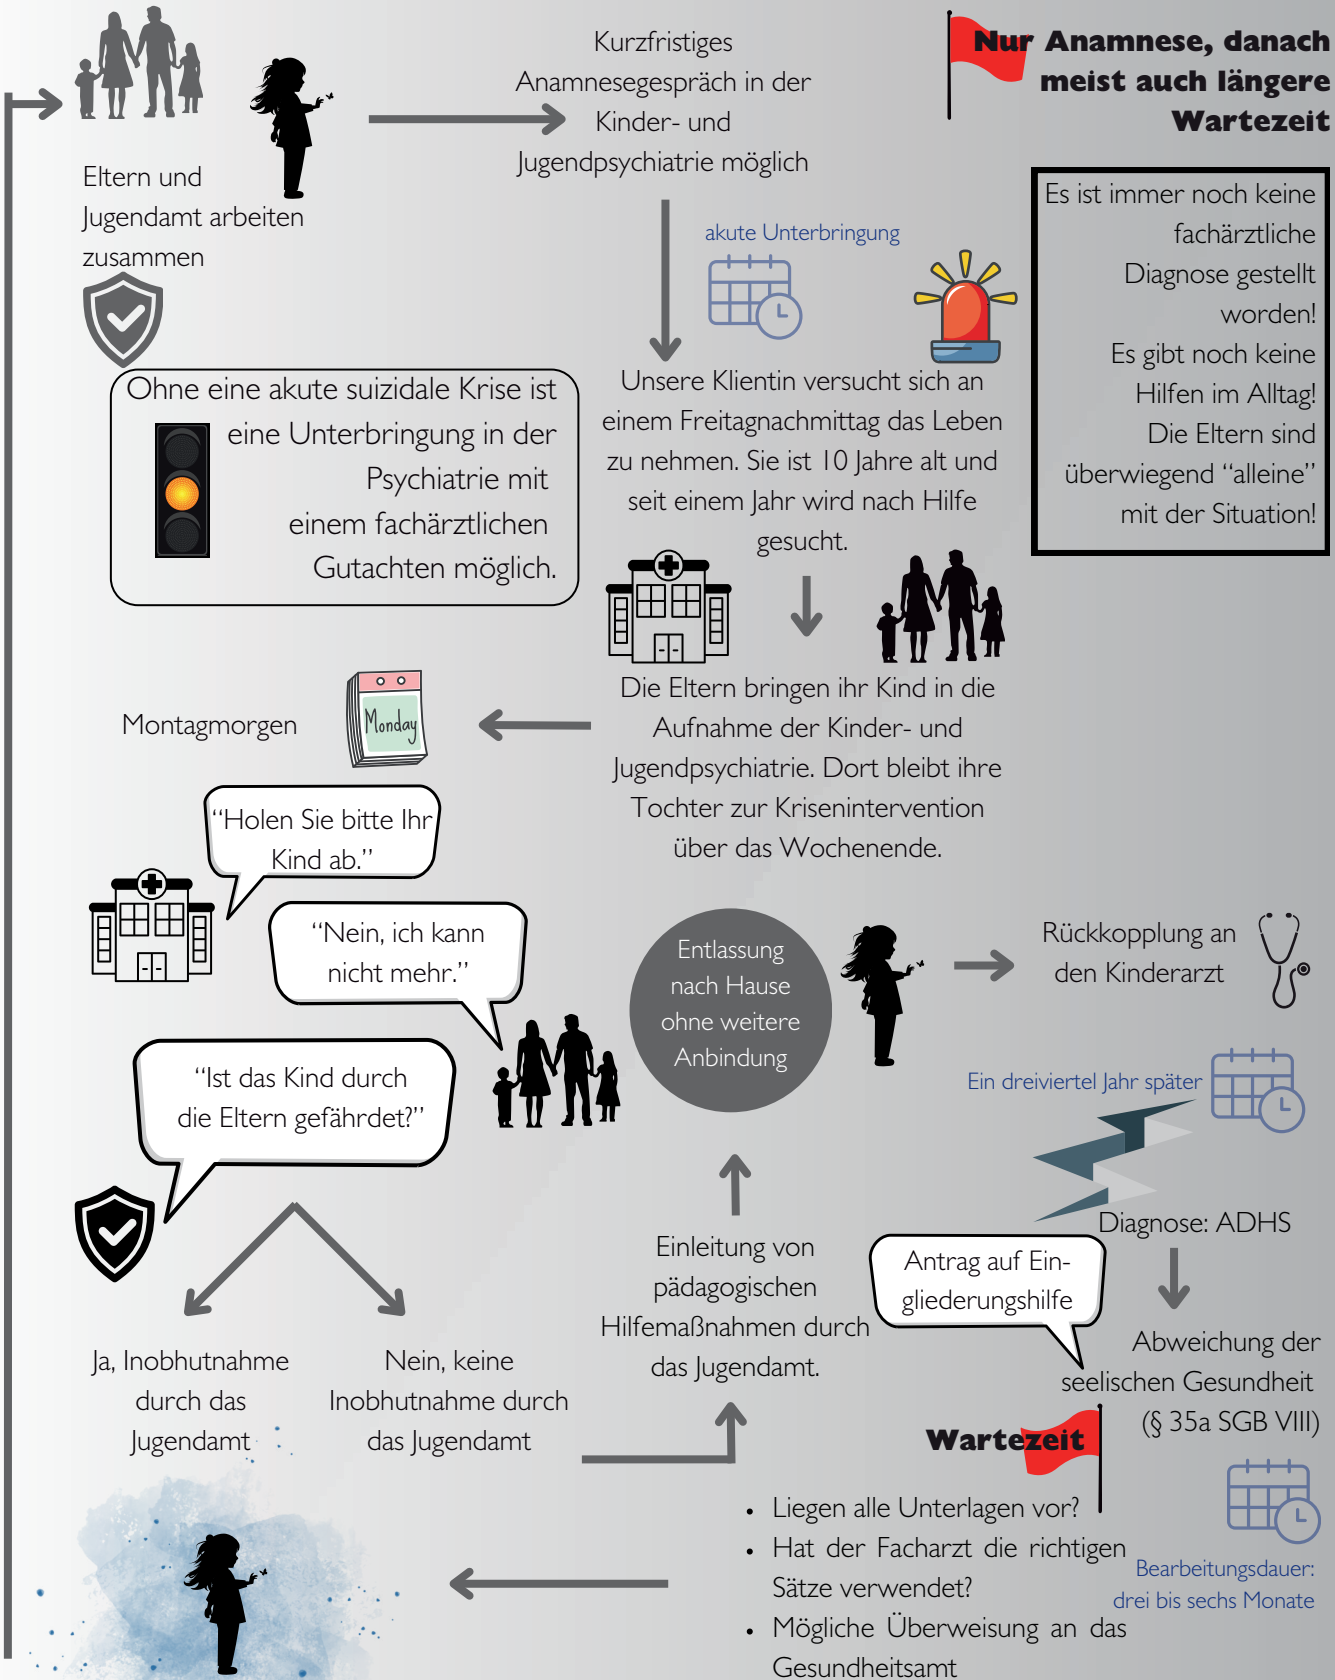 Eltern und
Jugendamt arbeiten
zusammen
Kurzfristiges
Anamnesegespräch in der
Kinder- und
Jugendpsychiatrie möglich
Nur Anamnese, danach
meist auch längere
Wartezeit
Es ist immer noch keine
fachärztliche
Diagnose gestellt
worden!
Es gibt noch keine
Hilfen im Alltag!
Die Eltern sind
überwiegend “alleine”
mit der Situation!
akute Unterbringung
Ohne eine akute suizidale Krise ist
eine Unterbringung in der
Psychiatrie mit
einem fachärztlichen
Gutachten möglich.
Unsere Klientin versucht sich an
einem Freitagnachmittag das Leben
zu nehmen. Sie ist 10 Jahre alt und
seit einem Jahr wird nach Hilfe
gesucht.
Die Eltern bringen ihr Kind in die
Aufnahme der Kinder- und
Jugendpsychiatrie. Dort bleibt ihre
Tochter zur Krisenintervention
über das Wochenende.
Montagmorgen
Monday
“Holen Sie bitte Ihr
Kind ab.”
“Nein, ich kann
nicht mehr.”
“Ist das Kind durch
die Eltern gefährdet?”
Ja, Inobhutnahme
durch das
Jugendamt
Nein, keine
Inobhutnahme durch
das Jugendamt
Einleitung von
pädagogischen
Hilfemaßnahmen durch
das Jugendamt.
Entlassung
nach Hause
ohne weitere
Anbindung
Rückkopplung an
den Kinderarzt
Ein dreiviertel Jahr später
Diagnose: ADHS
Antrag auf Ein-
gliederungshilfe
Abweichung der
seelischen Gesundheit
(§ 35a SGB VIII)
Wartezeit
• Liegen alle Unterlagen vor?
• Hat der Facharzt die richtigen
Sätze verwendet?
• Mögliche Überweisung an das
Gesundheitsamt
Bearbeitungsdauer:
drei bis sechs Monate